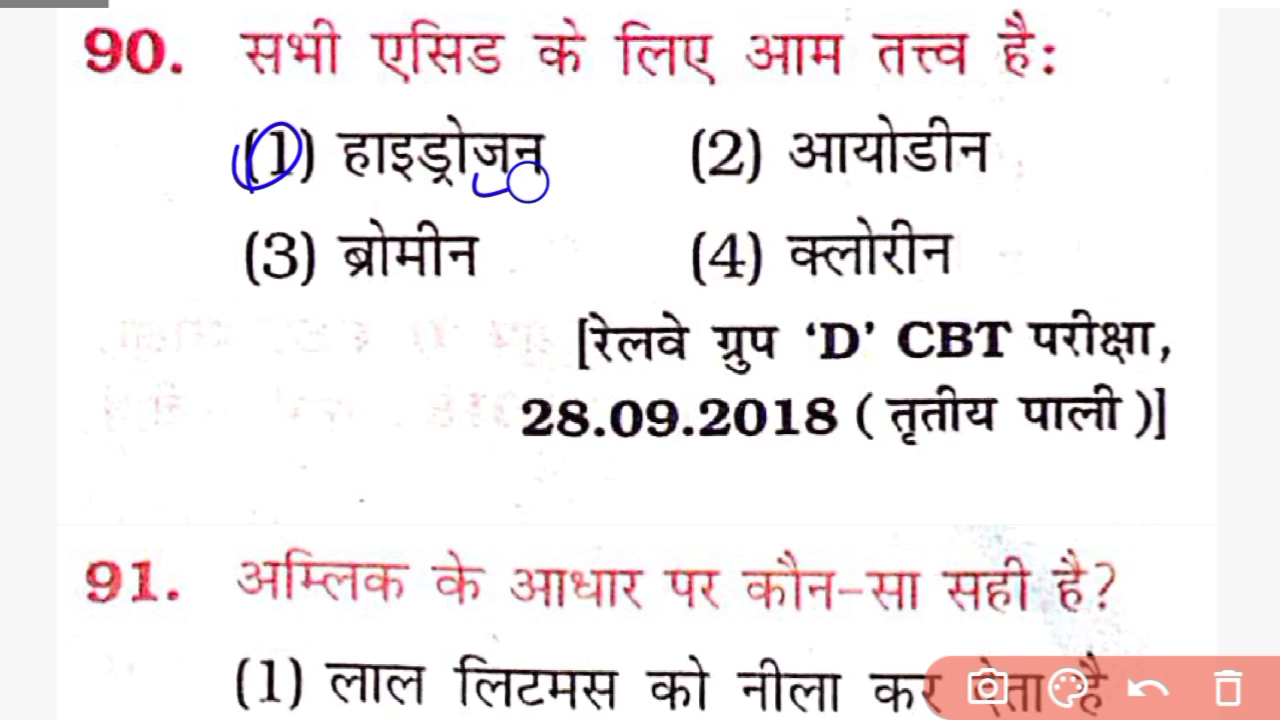 90. सभी एसिड के लिए आम तत्त्व है:
(1) हाइड्रोजन (2) आयोडीन
(3) ब्रोमीन (4) क्लोरीन
[रेलवे ग्रुप ‘D’ CBT परीक्षा,
28.09.2018 (तृतीय पाली)]
91. अम्लिक के आधार पर कौन-सा सही है?
(1) लाल लिटमस को नीला कर देता है